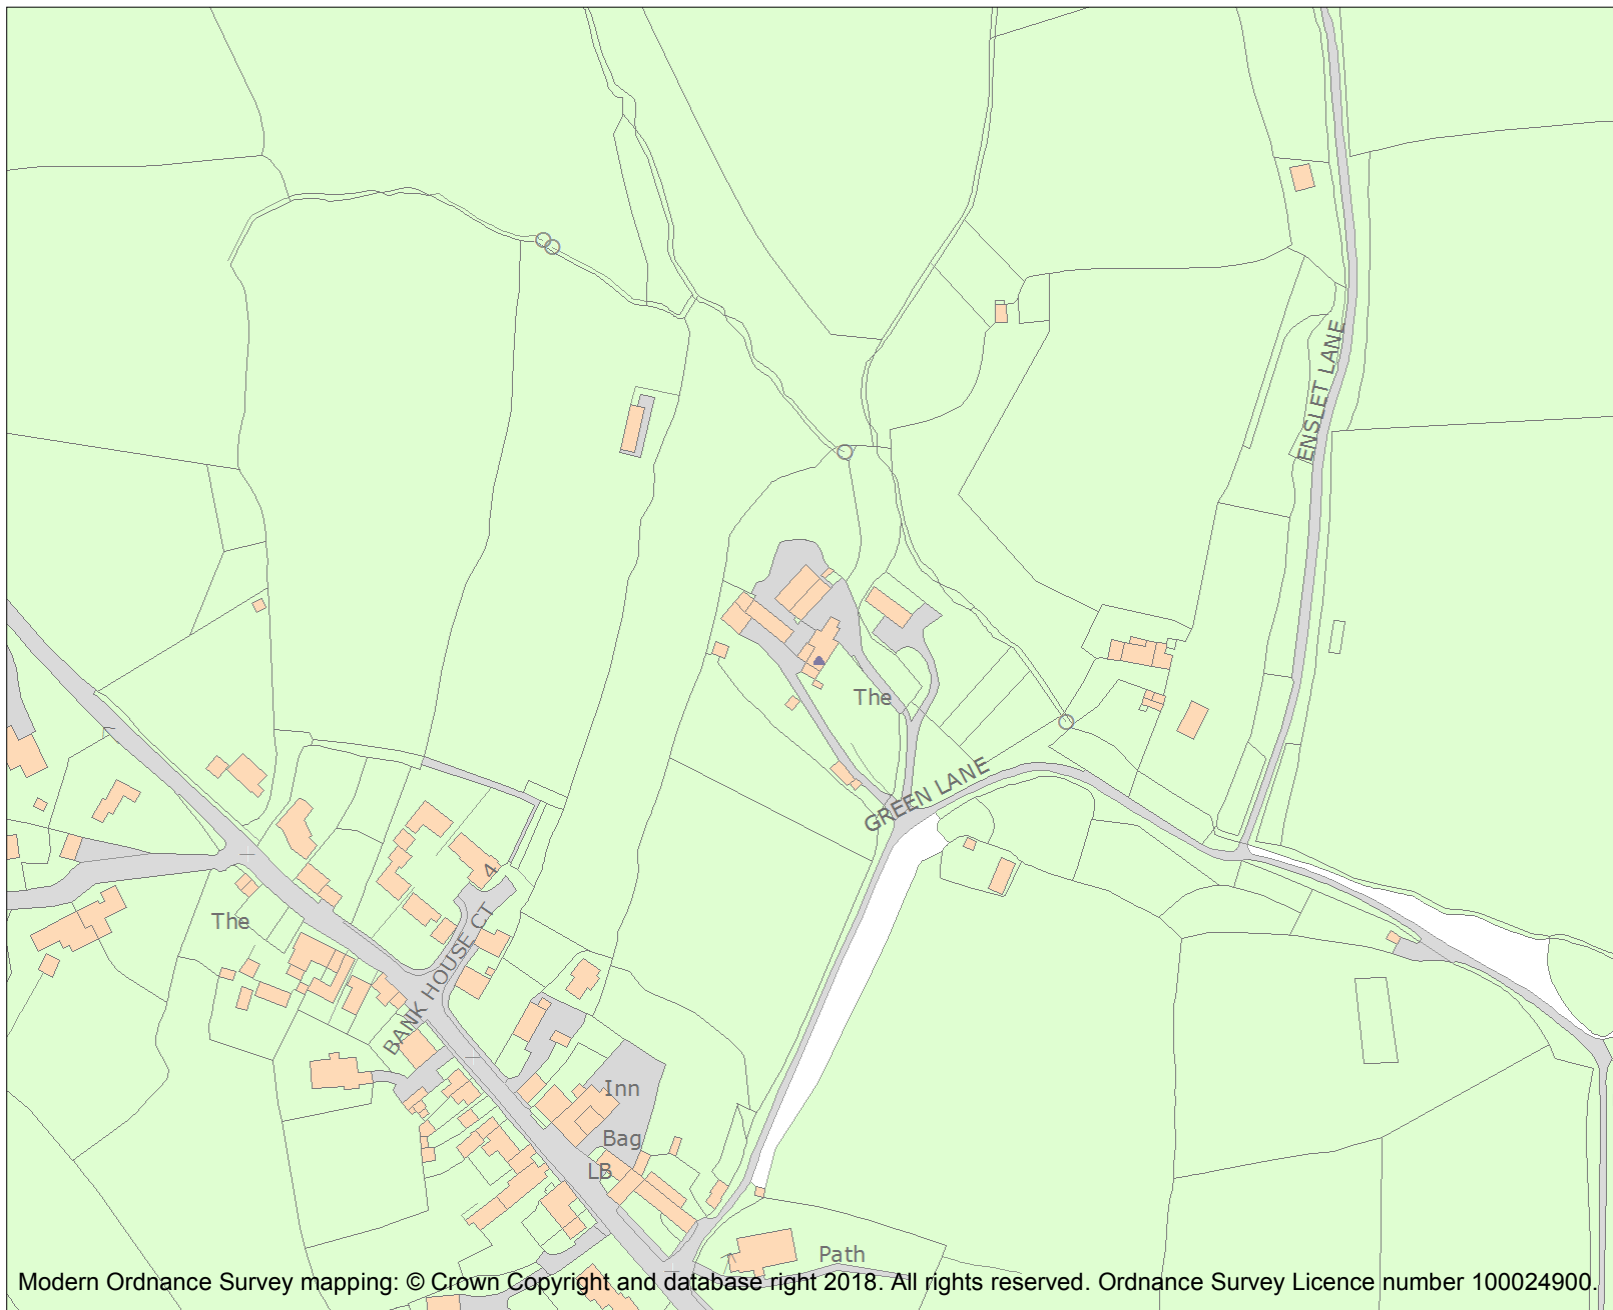 ENSLET LANE
The
GREEN LANE
4
The
BANK HOUSE CT
Inn
Bag
LB
Path
Modern Ordnance Survey mapping: © Crown Copyright and database right 2018. All rights reserved. Ordnance Survey Licence number 100024900.